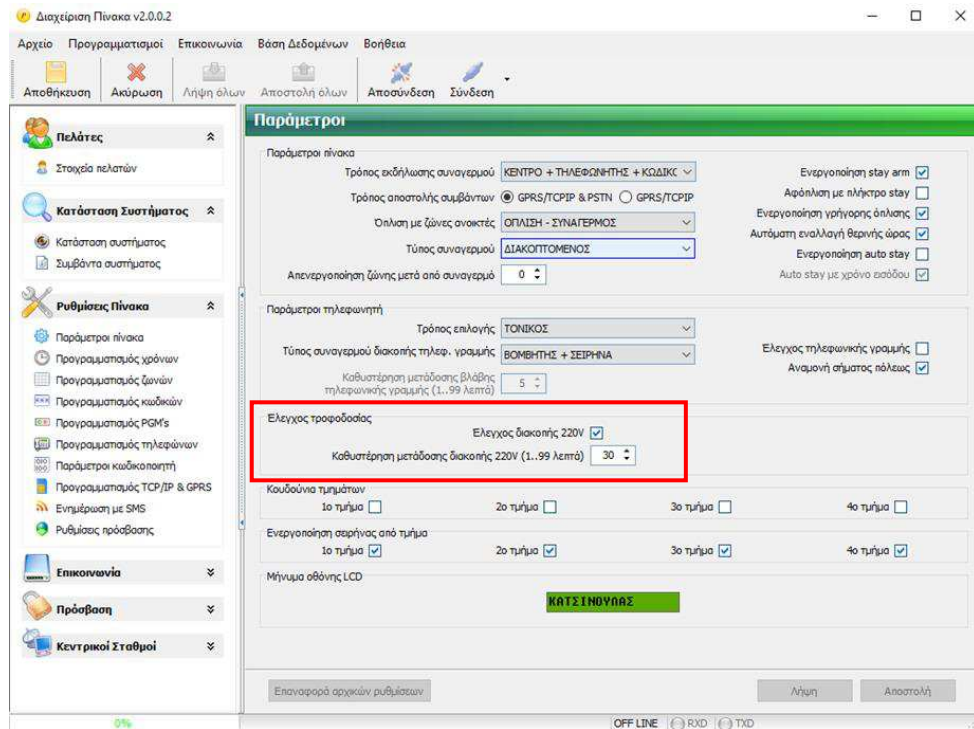 Διαχείριση Πίνακα v2.0.0.2
Αρχείο Προγραμματισμοί Επικοινωνία Βάση Δεδομένων Βοήθεια
Αποθήκευση Ακύρωση Λήψη όλων Αποστολή όλων Αποσύνδεση Σύνδεση
Πελάτες
Στοιχεία πελατών
Κατάσταση Συστήματος
Κατάσταση συστήματος
Συμβάντα συστήματος
Ρυθμίσεις Πίνακα
Παράμετροι πίνακα
Προγραμματισμός χρόνων
Προγραμματισμός ζωνών
Προγραμματισμός κωδικών
Προγραμματισμός PGM's
Προγραμματισμός τηλεφώνων
Παράμετροι κωδικοποιητή
Προγραμματισμός TCP/IP & GPRS
Ενημέρωση με SMS
Ρυθμίσεις πρόσβασης
Επικοινωνία
Πρόσβαση
Κεντρικοί Σταθμοί
Παράμετροι
Παράμετροι πίνακα
Τρόπος εκδήλωσης συναγερμού ΚΕΝΤΡΟ + ΤΗΛΕΦΩΝΗΤΗΣ + ΚΩΔΙΚΟ
Τρόπος αποστολής συμβάντων GPRS/TCPIP & PSTN GPRS/TCPIP
Όπλιση με ζώνες ανοικτές ΟΠΛΙΣΗ - ΣΥΝΑΓΕΡΜΟΣ
Τύπος συναγερμού ΔΙΑΚΟΠΤΟΜΕΝΟΣ
Απενεργοποίηση ζώνης μετά από συναγερμό 0
Ενεργοποίηση stay arm
Αφόπλιση με πλήκτρο stay
Ενεργοποίηση γρήγορης όπλισης
Αυτόματη εναλλαγή θερινής ώρας
Ενεργοποίηση auto stay
Auto stay με χρόνο εισόδου
Παράμετροι τηλεφωνητή
Τρόπος επιλογής ΤΟΝΙΚΟΣ
Τύπος συναγερμού διακοπής τηλεφ. γραμμής ΒΟΜΒΗΤΗΣ + ΣΕΙΡΗΝΑ
Καθυστέρηση μετάδοσης βλάβης
τηλεφωνικής γραμμής (1..99 λεπτά) 5
Έλεγχος τηλεφωνικής γραμμής
Αναμονή σήματος πόλεως
Έλεγχος τροφοδοσίας
Έλεγχος διακοπής 220V
Καθυστέρηση μετάδοσης διακοπής 220V (1..99 λεπτά) 30
Κουδούνια τμημάτων
1ο τμήμα 2ο τμήμα 3ο τμήμα 4ο τμήμα
Ενεργοποίηση σειρήνας από τμήμα
1ο τμήμα 2ο τμήμα 3ο τμήμα 4ο τμήμα
Μήνυμα οθόνης LCD
ΚΑΤΣΙΝΟΥΛΑΣ
Επαναφορά αρχικών ρυθμίσεων Λήψη Αποστολή
0% OFF LINE RXD TXD